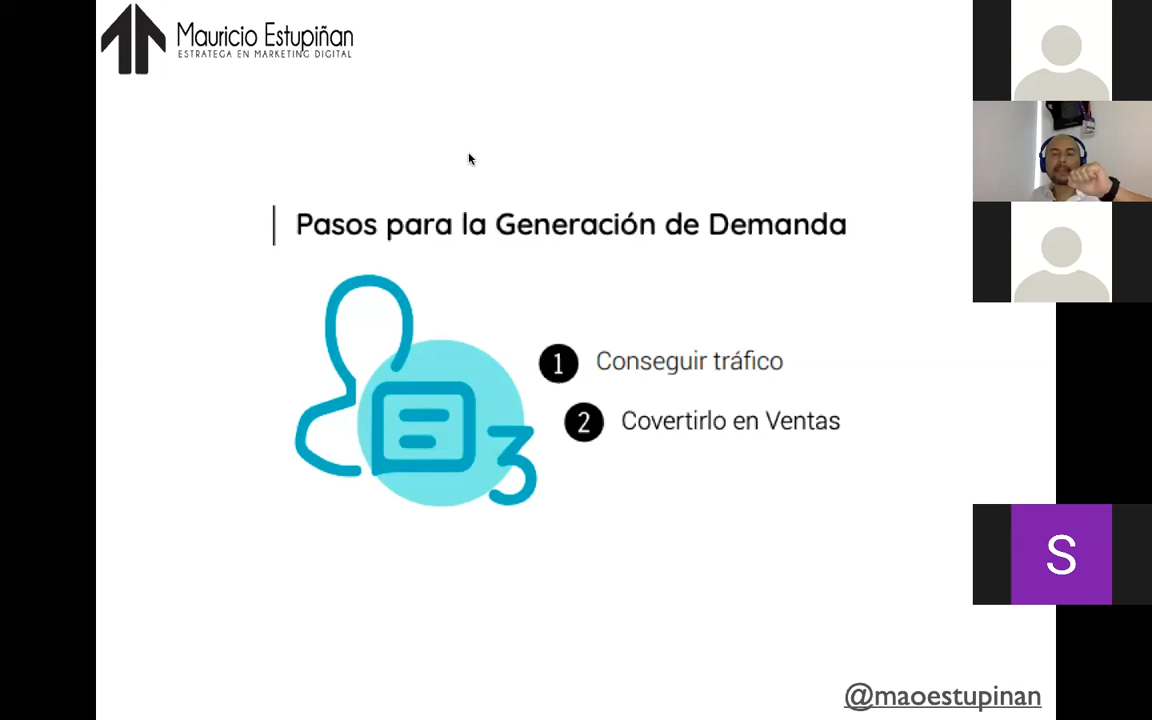 Mauricio Estupiñan
ESTRATEGA EN MARKETING DIGITAL
Pasos para la Generación de Demanda
1 Conseguir tráfico
2 Covertirlo en Ventas
3
S
@maoestupinan